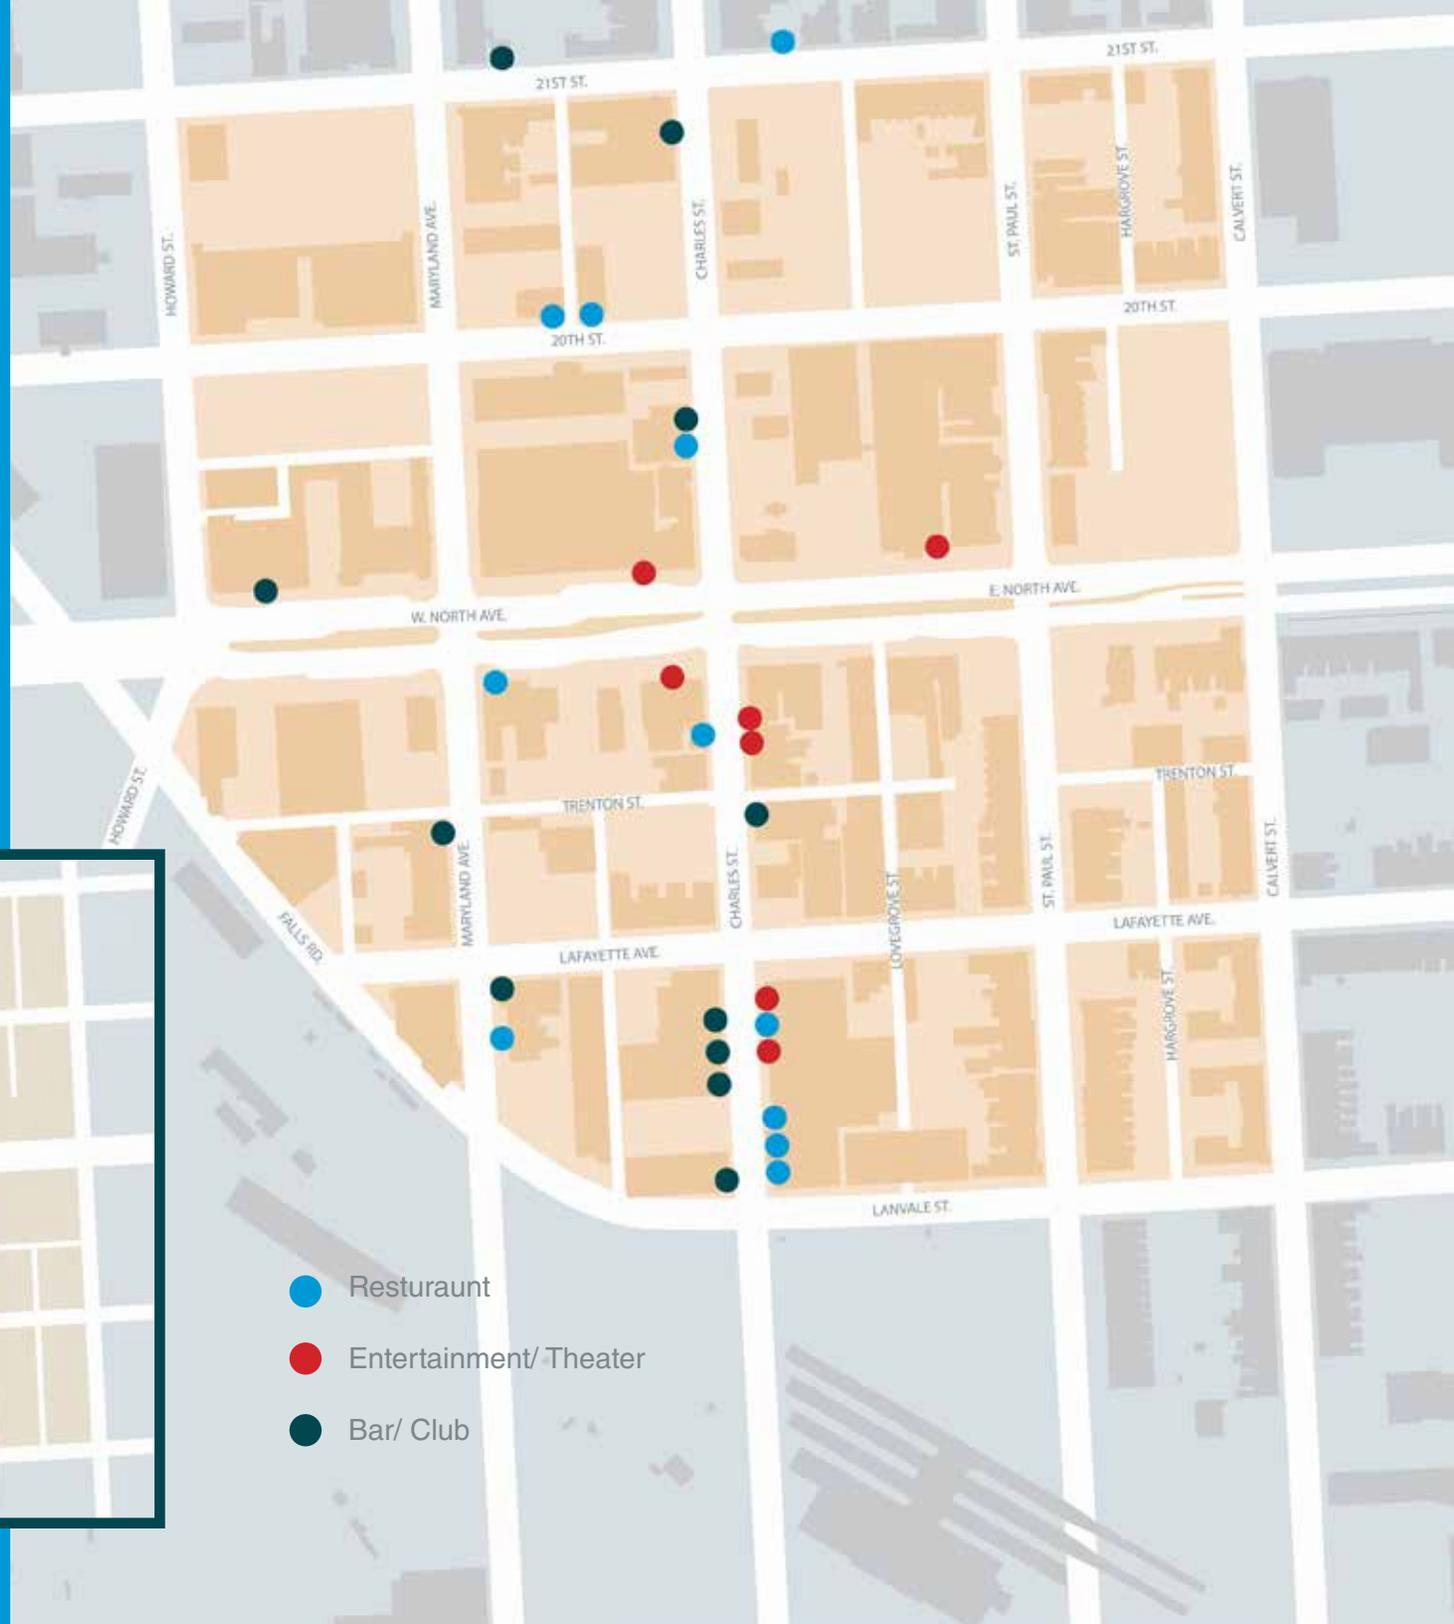 21ST ST.
21ST ST.
HOWARD ST.
MARYLAND AVE.
CHARLES ST.
ST. PAUL ST.
HARGROVE ST.
CALVERT ST.
20TH ST.
20TH ST.
W. NORTH AVE.
E. NORTH AVE.
HOWARD ST.
TRENTON ST.
TRENTON ST.
FALLS RD.
MARYLAND AVE.
CHARLES ST.
LOVEGROVE ST.
ST. PAUL ST.
CALVERT ST.
LAFAYETTE AVE.
LAFAYETTE AVE.
HARGROVE ST.
LANVALE ST.
Resturaunt
Entertainment/ Theater
Bar/ Club